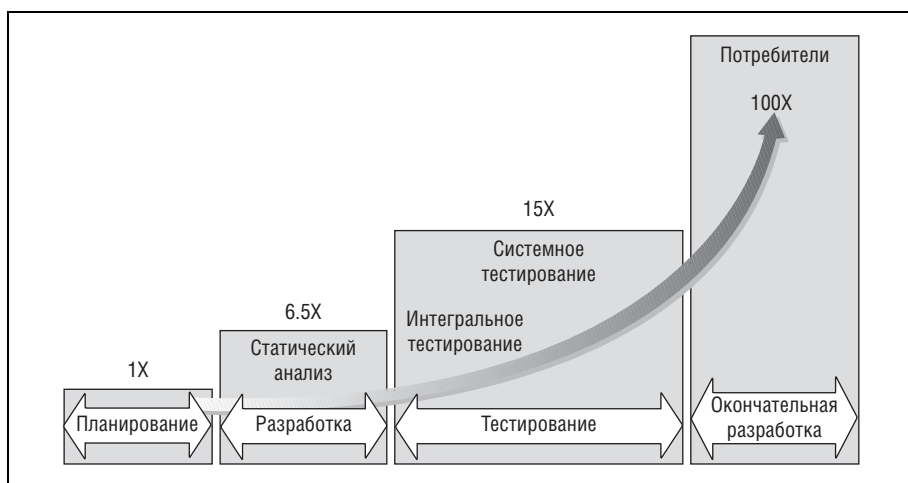 1X
Планирование
6.5X
Статический
анализ
Разработка
15X
Системное
тестирование
Интегральное
тестирование
Тестирование
Потребители
100X
Окончательная
разработка